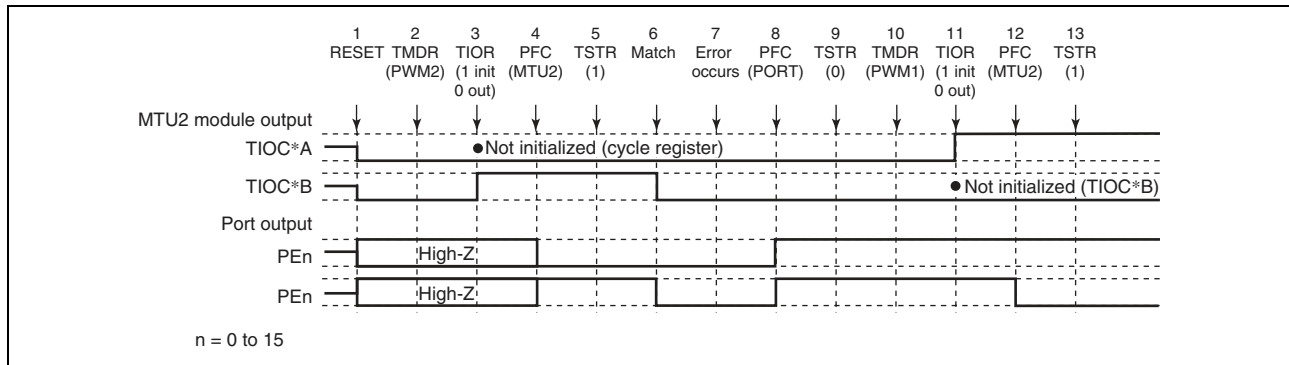 1 2 3 4 5 6 7 8 9 10 11 12 13
RESET TMDR TIOR PFC TSTR Match Error PFC TSTR TMDR TIOR PFC TSTR
(PWM2) (1 init (MTU2) (1) occurs (PORT) (0) (PWM1) (1 init (MTU2) (1)
0 out) 0 out)
MTU2 module output
TIOC*A ●Not initialized (cycle register)
TIOC*B ● Not initialized (TIOC*B)
Port output
PEn High-Z
PEn High-Z
n = 0 to 15